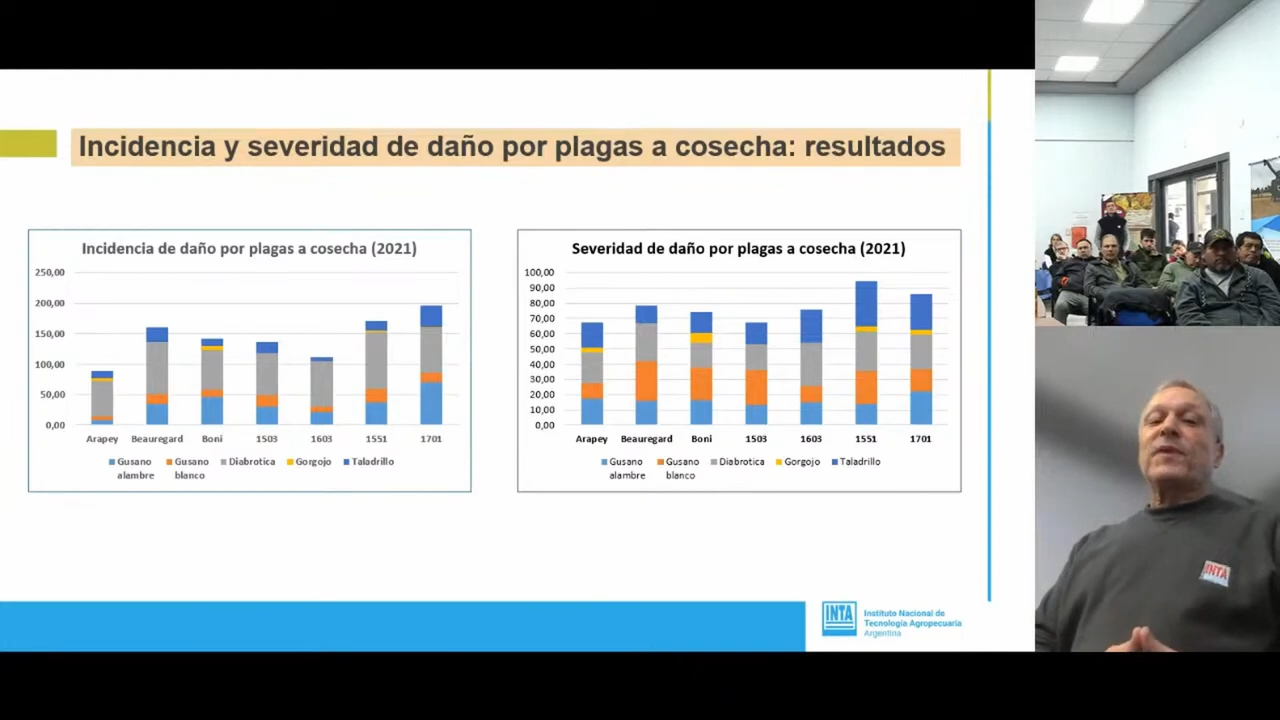 Incidencia y severidad de daño por plagas a cosecha: resultados
Incidencia de daño por plagas a cosecha (2021)
250,00
200,00
150,00
100,00
50,00
0,00
Arapey Beauregard Boni 1503 1603 1551 1701
Gusano alambre Gusano blanco Diabrotica Gorgojo Taladrillo
Severidad de daño por plagas a cosecha (2021)
100,00
90,00
80,00
70,00
60,00
50,00
40,00
30,00
20,00
10,00
0,00
Arapey Beauregard Boni 1503 1603 1551 1701
Gusano alambre Gusano blanco Diabrotica Gorgojo Taladrillo
INTA
Instituto Nacional de
Tecnología Agropecuaria
Argentina
INTA